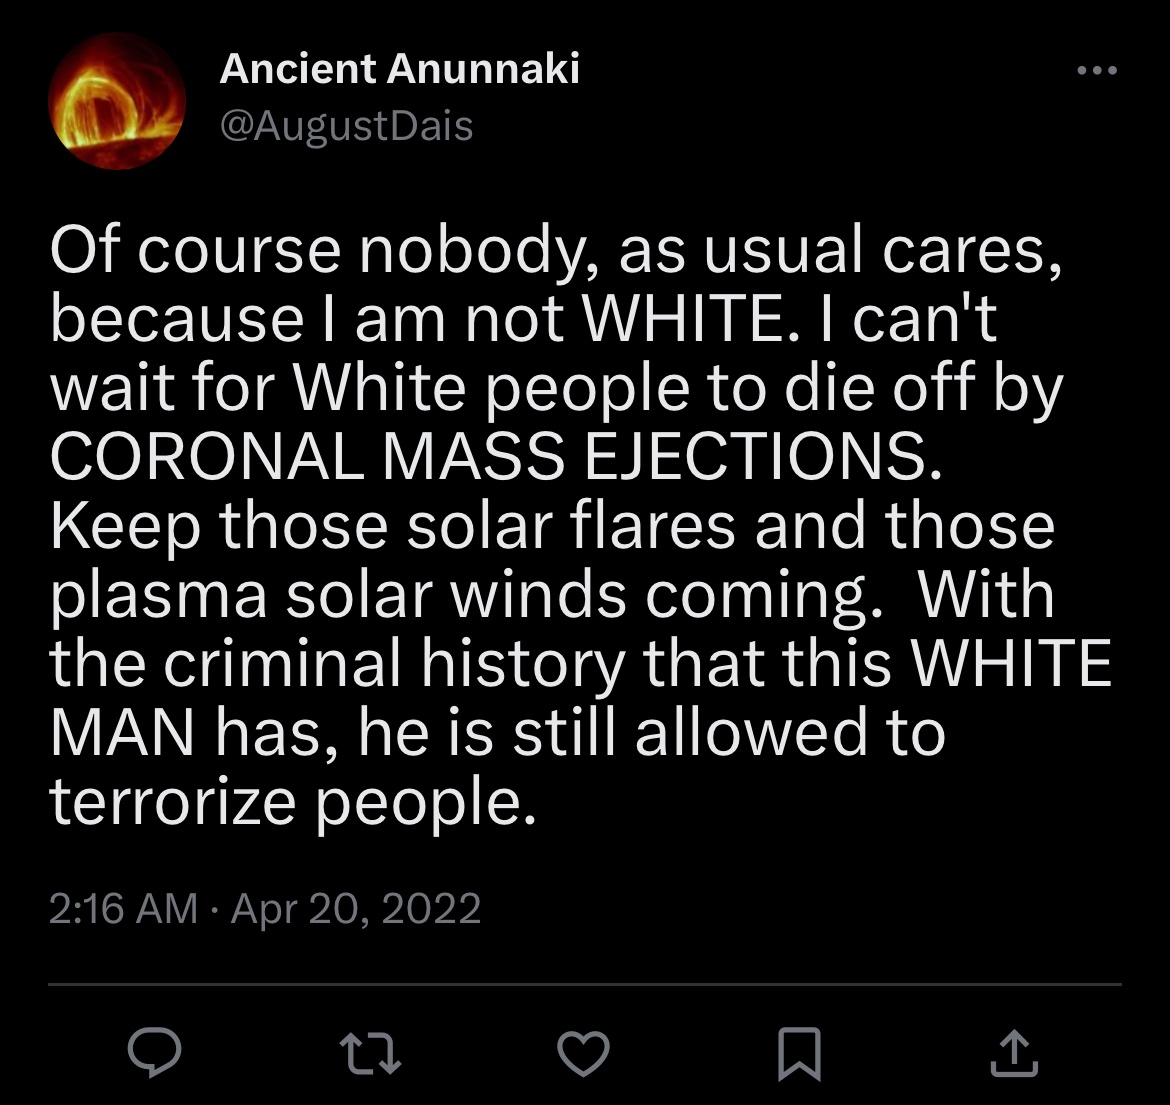 Ancient Anunnaki
@AugustDais
Of course nobody, as usual cares,
because I am not WHITE. I can't
wait for White people to die off by
CORONAL MASS EJECTIONS.
Keep those solar flares and those
plasma solar winds coming.  With
the criminal history that this WHITE
MAN has, he is still allowed to
terrorize people.
2:16 AM · Apr 20, 2022